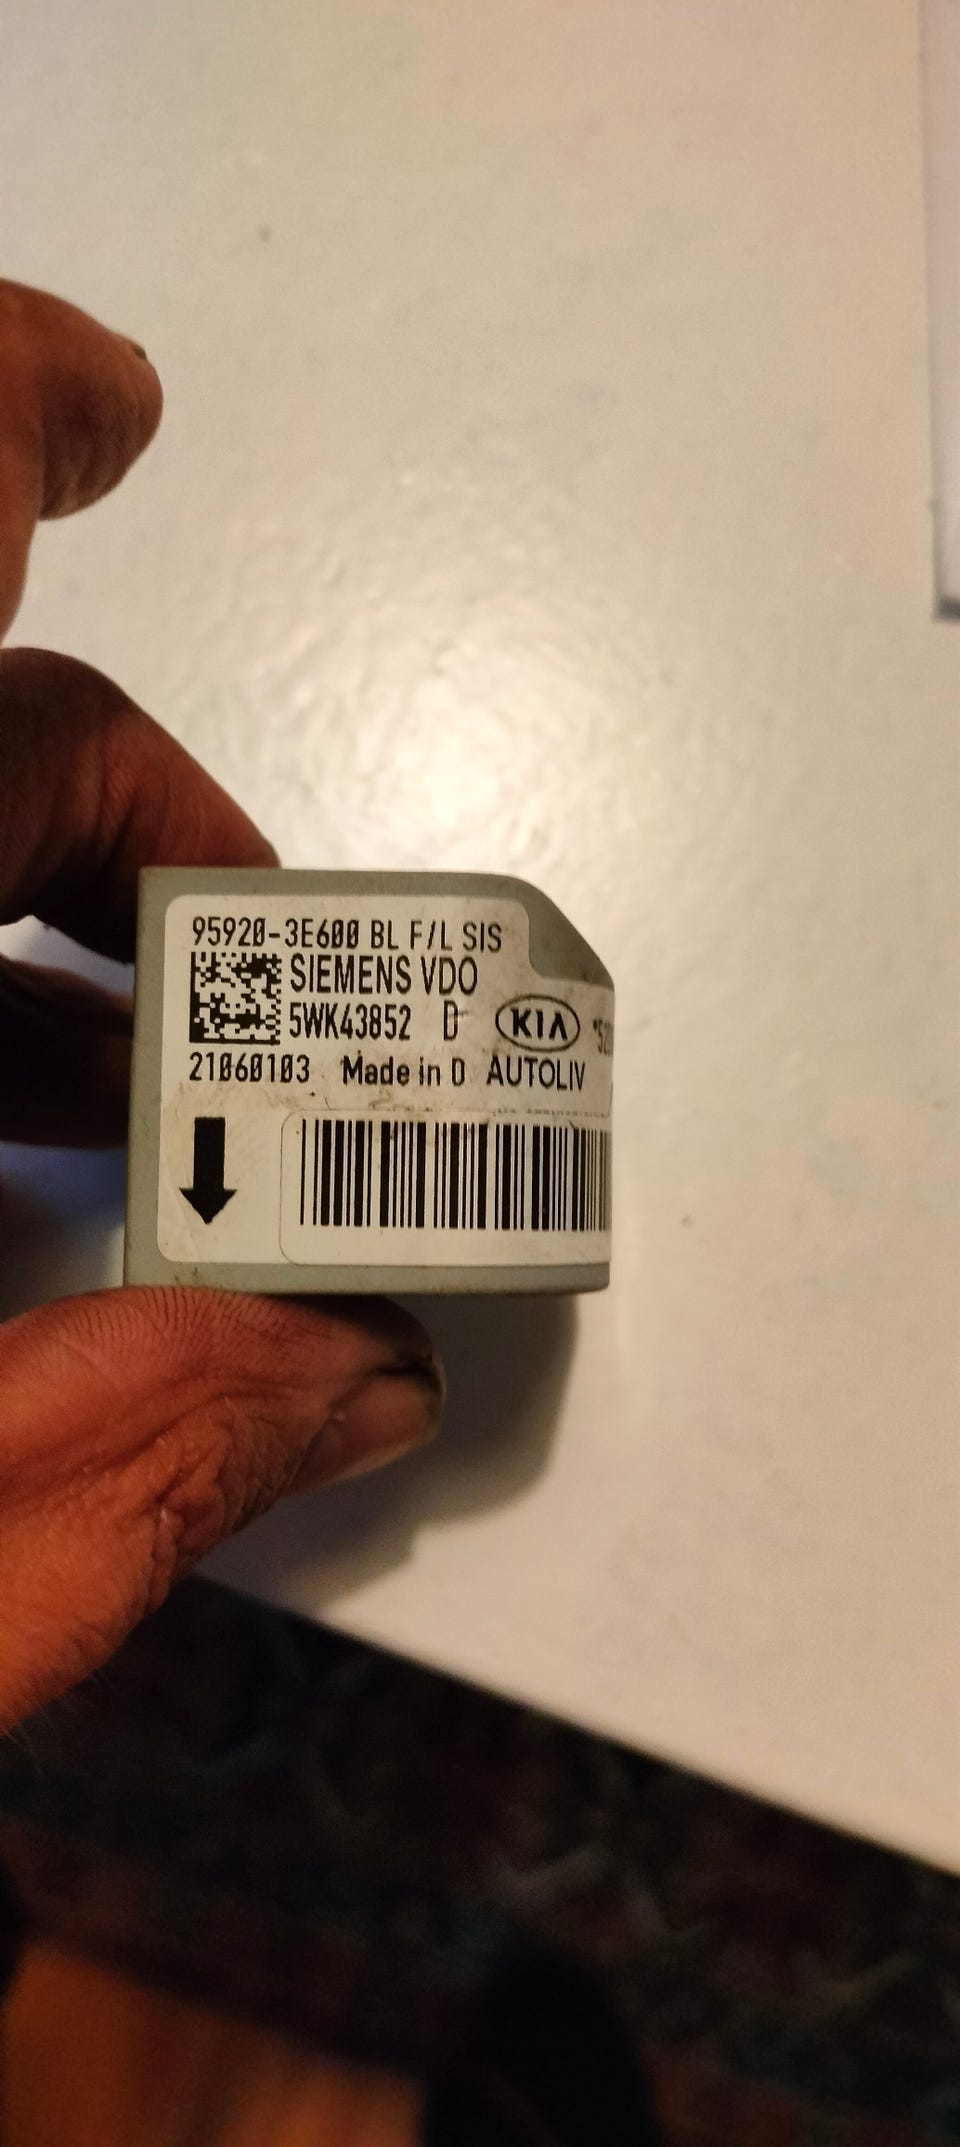 95920-3E600 BL F/L SIS
SIEMENS VDO
5WK43852 D KIA
21060103 Made in D AUTOLIV